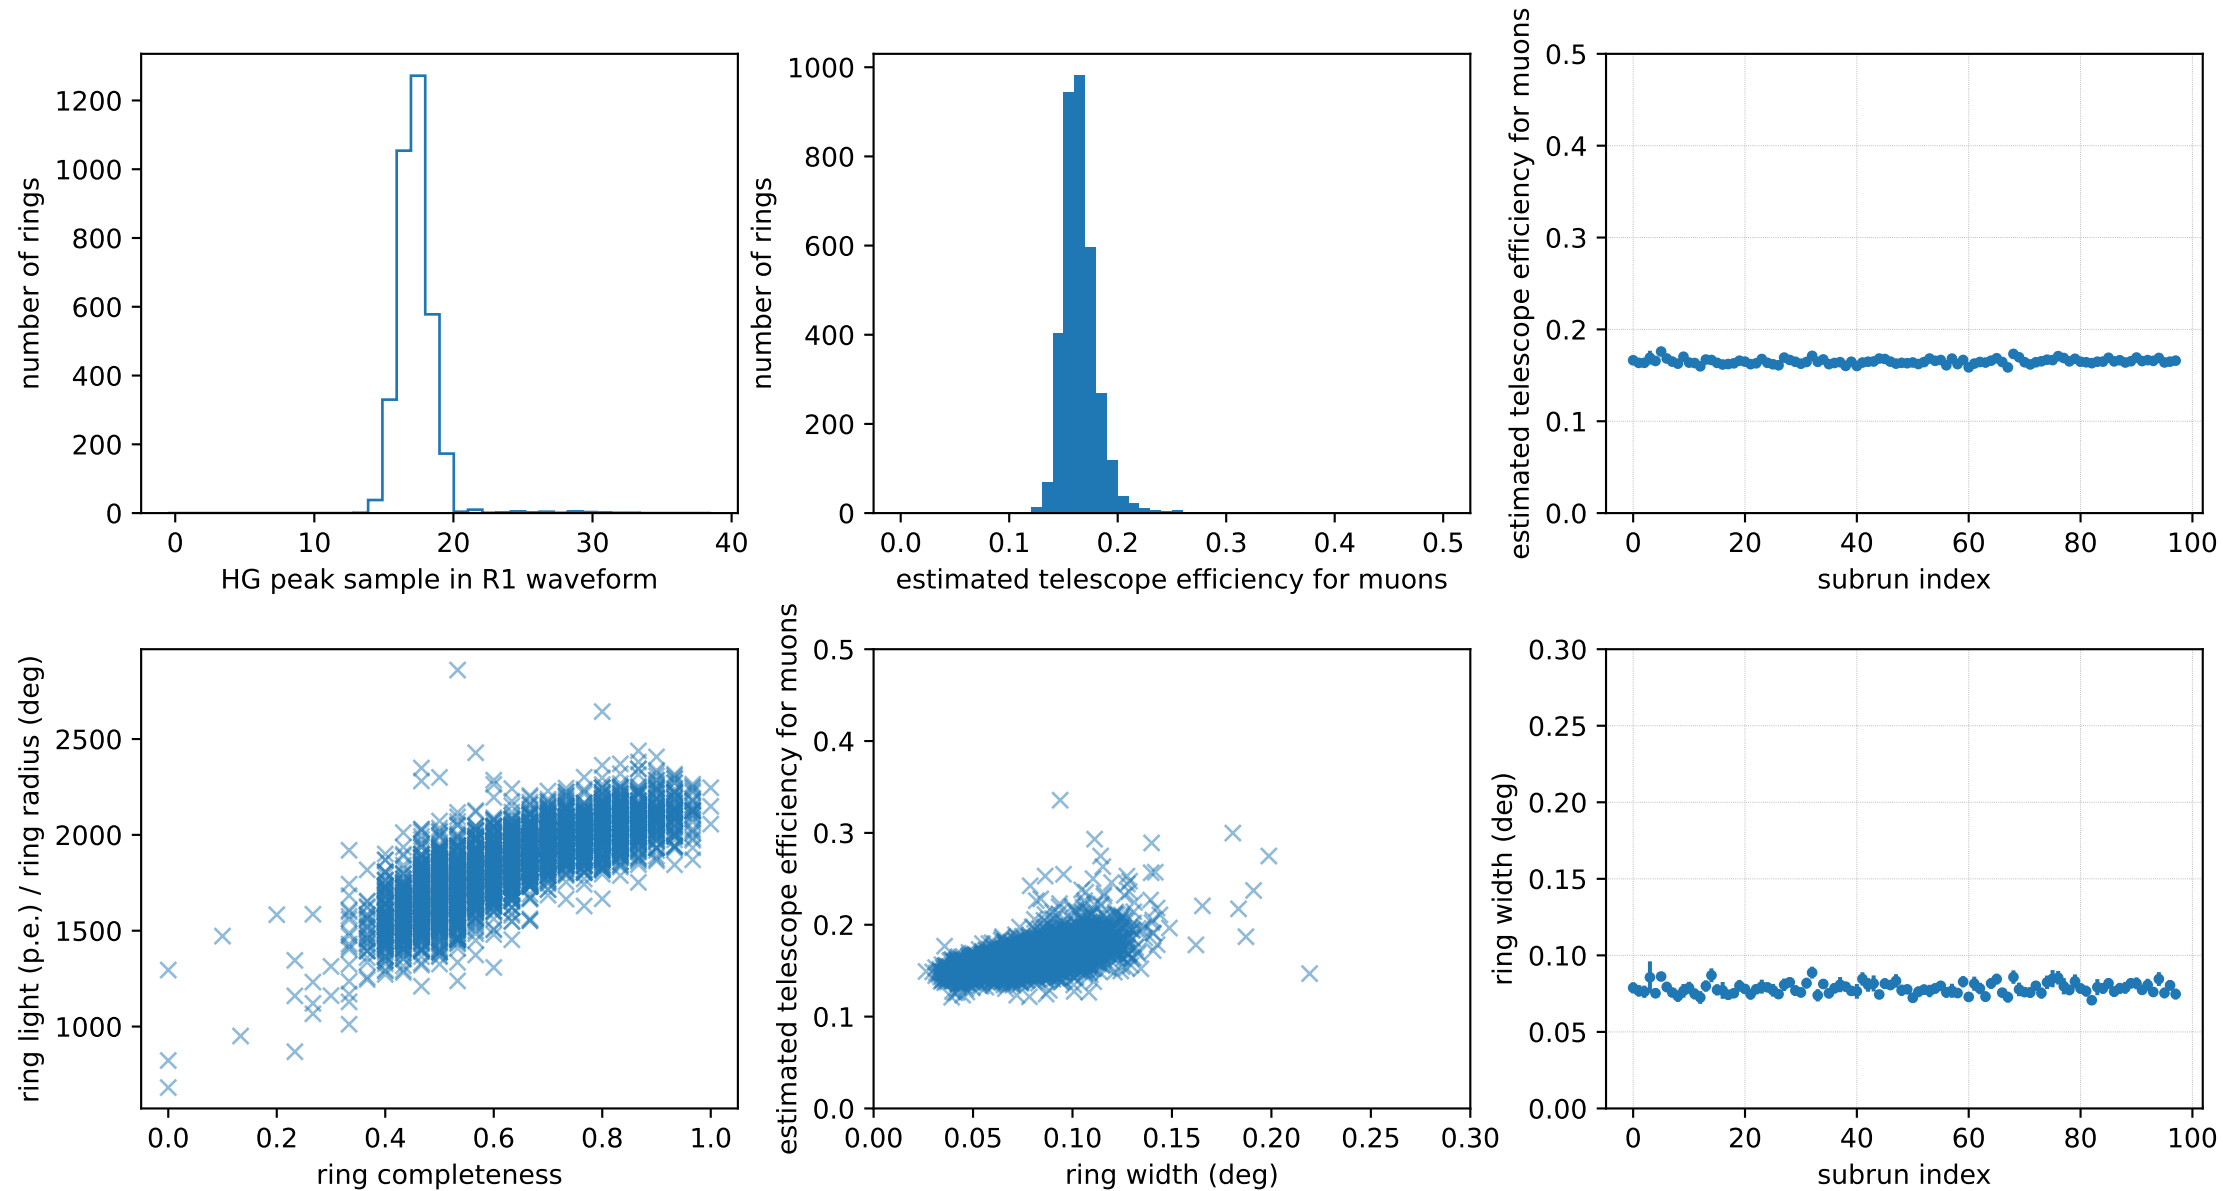 number of rings
1200
1000
800
600
400
200
0
0 10 20 30 40
HG peak sample in R1 waveform
number of rings
1000
800
600
400
200
0
0.0 0.1 0.2 0.3 0.4 0.5
estimated telescope efficiency for muons
estimated telescope efficiency for muons
0.5
0.4
0.3
0.2
0.1
0.0
0 20 40 60 80 100
subrun index
ring light (p.e.) / ring radius (deg)
2500
2000
1500
1000
0.0 0.2 0.4 0.6 0.8 1.0
ring completeness
estimated telescope efficiency for muons
0.5
0.4
0.3
0.2
0.1
0.0
0.00 0.05 0.10 0.15 0.20 0.25 0.30
ring width (deg)
ring width (deg)
0.30
0.25
0.20
0.15
0.10
0.05
0.00
0 20 40 60 80 100
subrun index